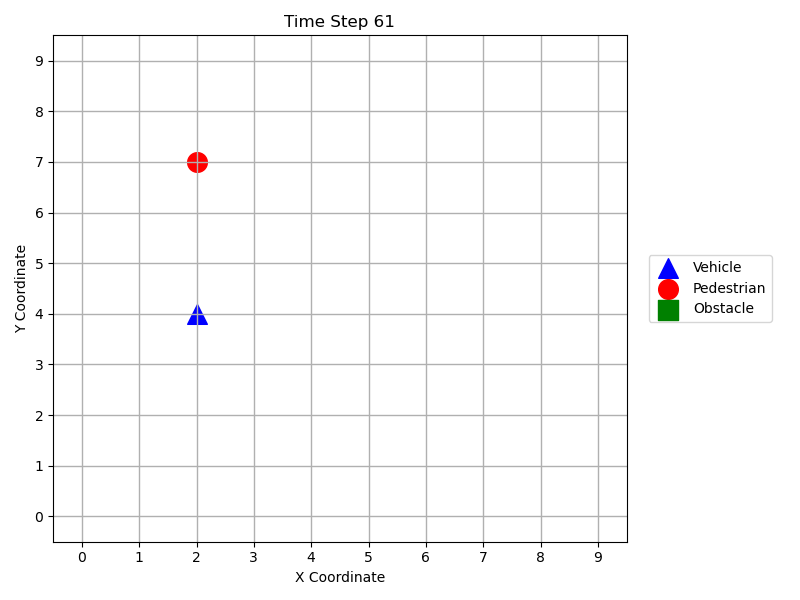 Time Step 61
Y Coordinate
9
8
7
6
5
4
3
2
1
0
0 1 2 3 4 5 6 7 8 9
X Coordinate
Vehicle
Pedestrian
Obstacle